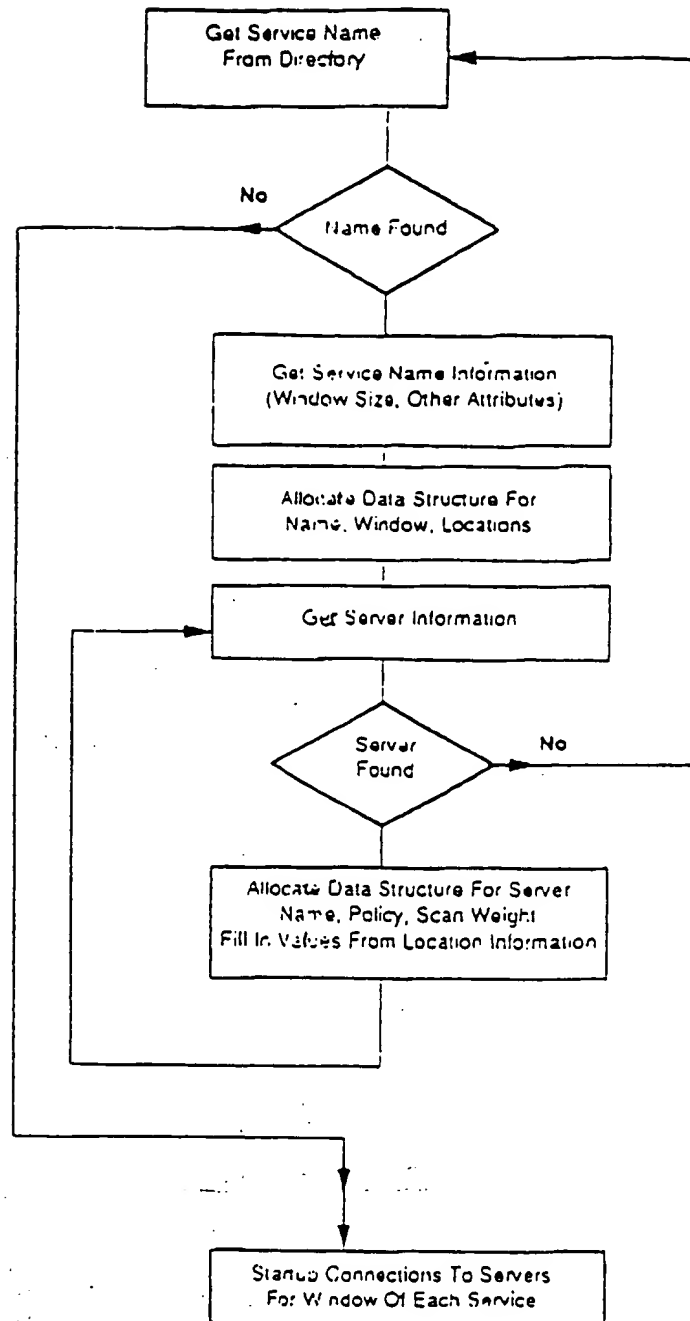 Get Service Name
From Directory
No
Name Found
Get Service Name Information
(Window Size, Other Attributes)
Allocate Data Structure For
Name, Window, Locations
Get Server Information
Server
Found
No
Allocate Data Structure For Server
Name, Policy, Scan Weight
Fill In Values From Location Information
Startup Connections To Servers
For Window Of Each Service